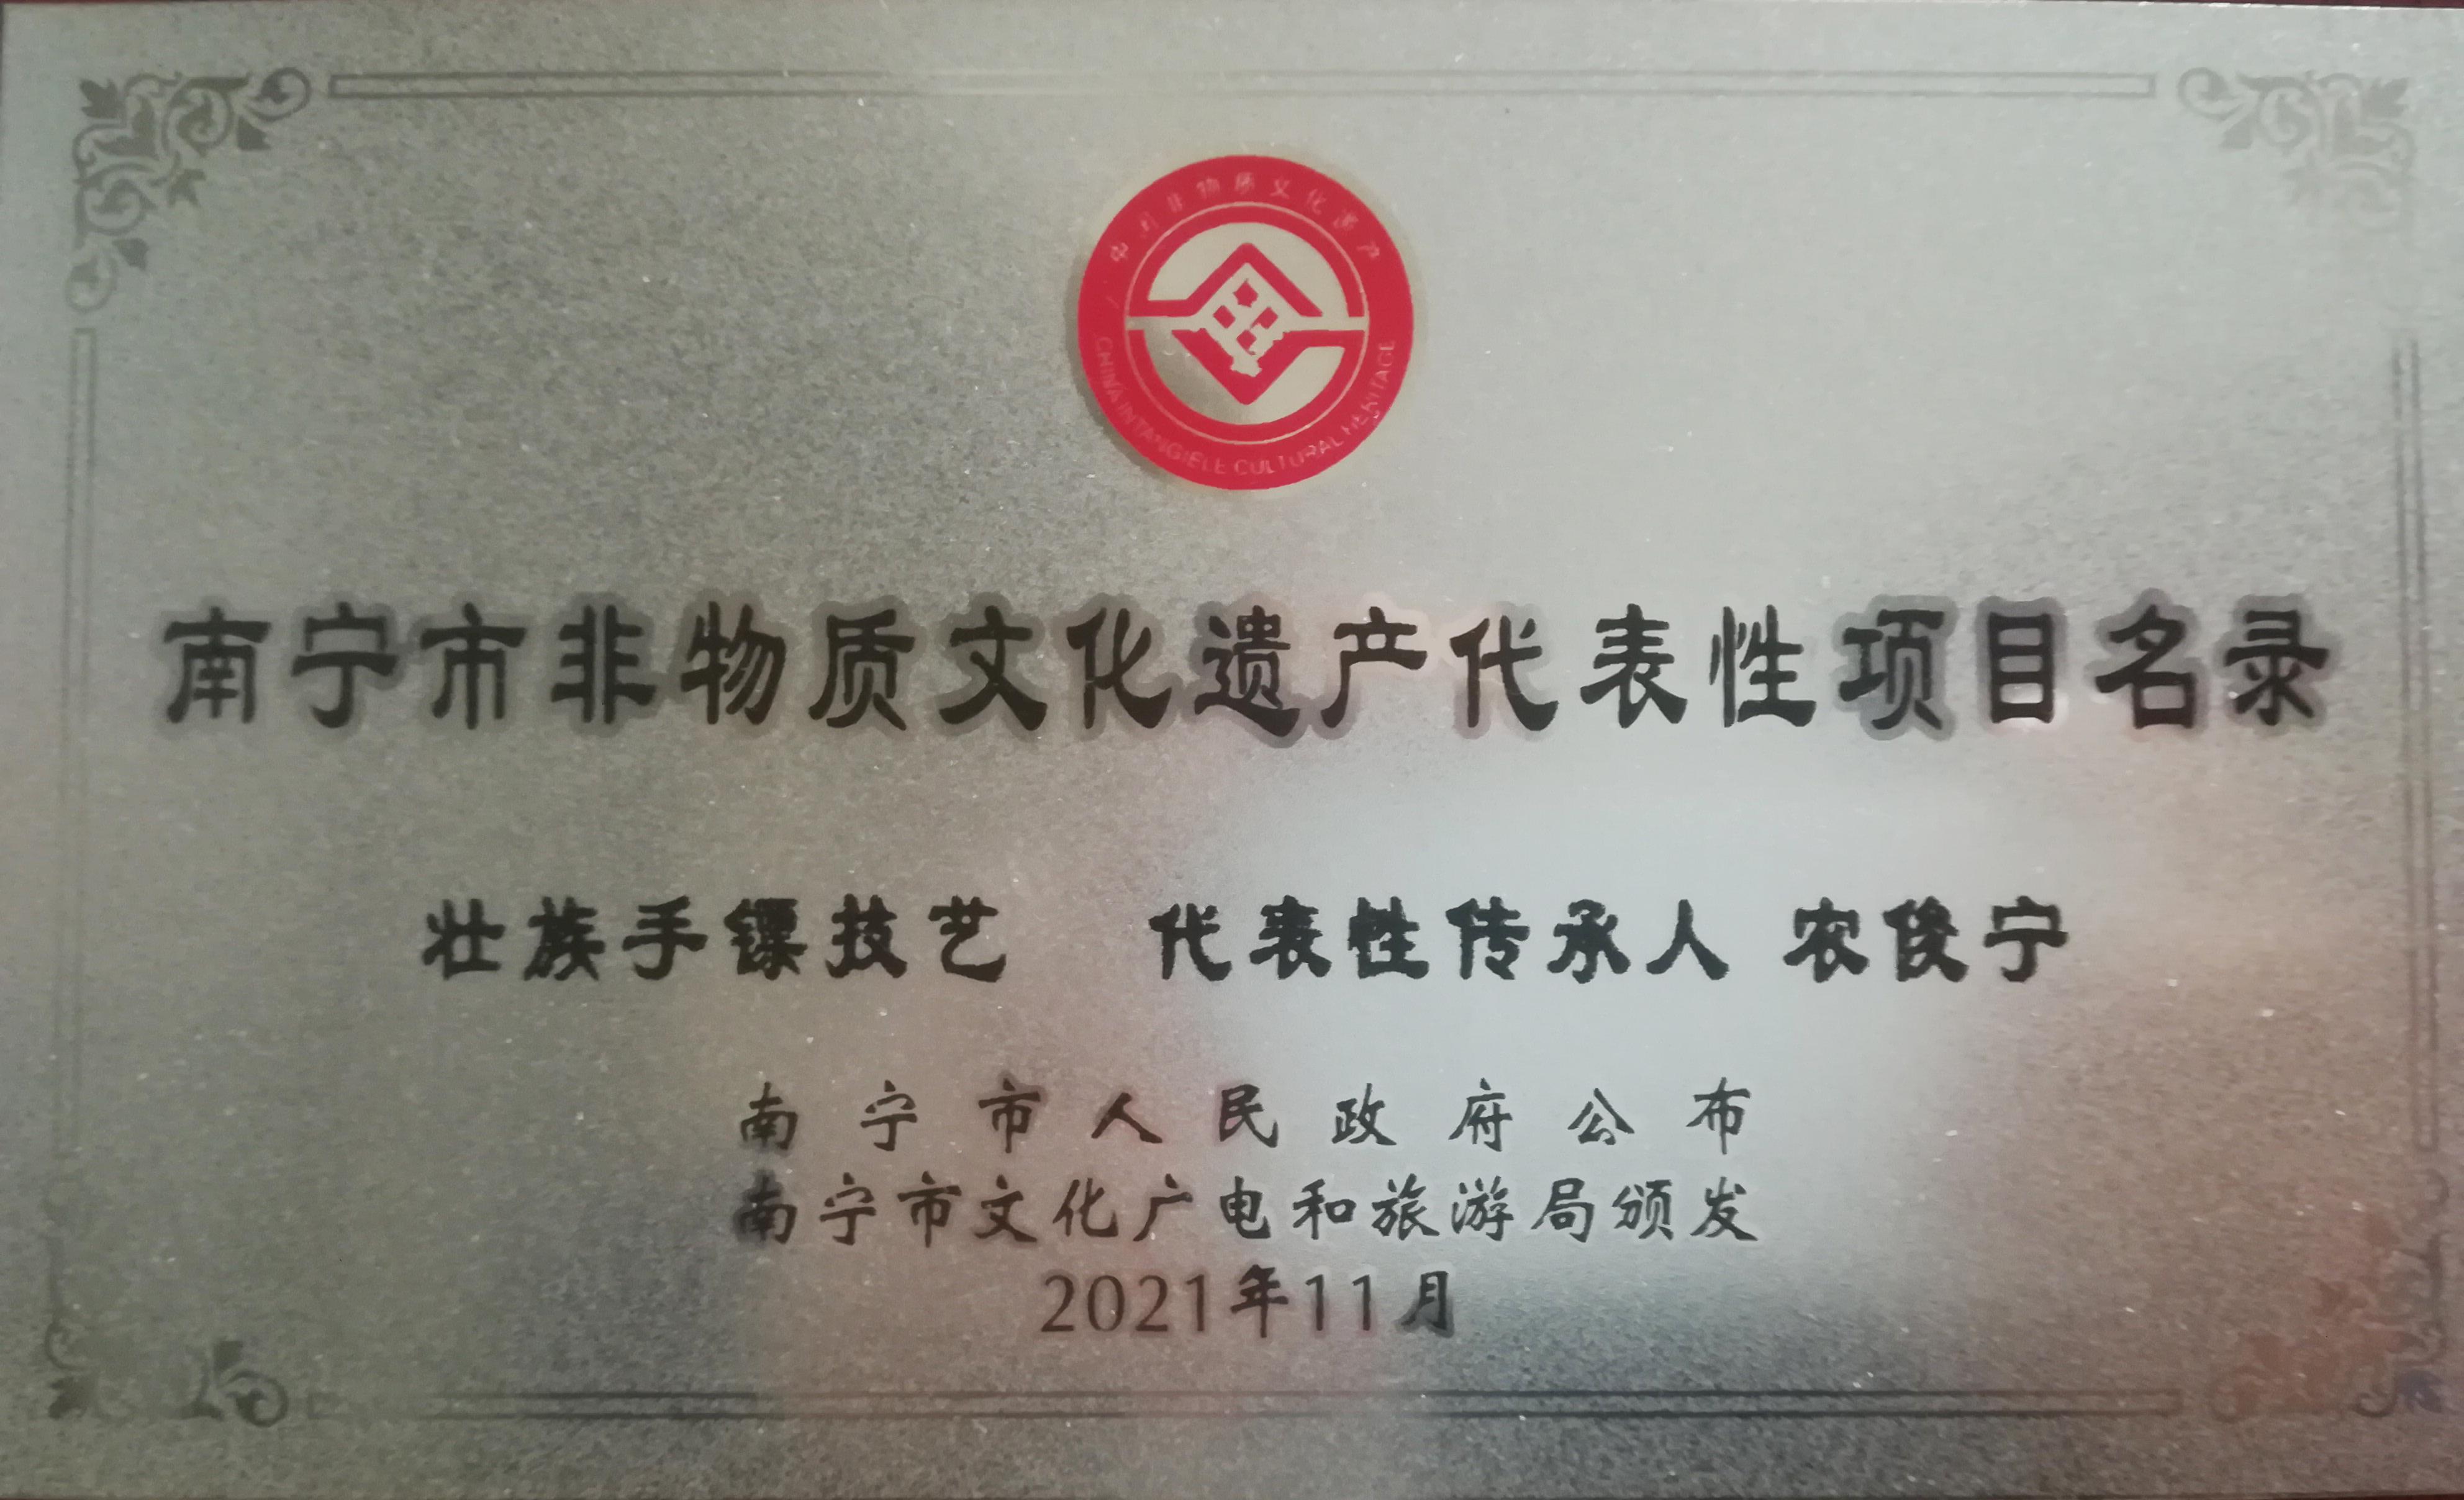 中国非物质文化遗产
CHINA INTANGIBLE CULTURAL HERITAGE
南宁市非物质文化遗产代表性项目名录
壮族手镖技艺 代表性传承人 农俊宁
南宁市人民政府公布
南宁市文化广电和旅游局颁发
2021年11月